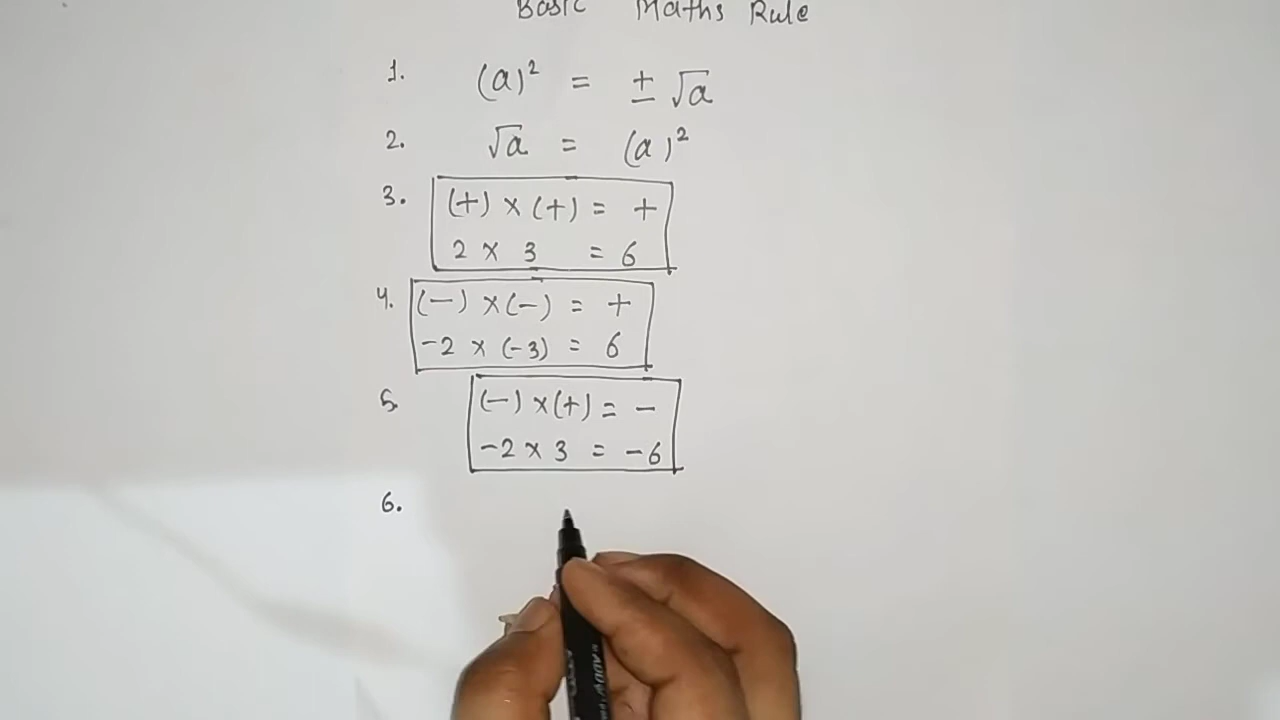 Basic Maths Rule
1. (a)² = ± √a
2. √a = (a)²
3. (+) × (+) = +
2 × 3 = 6
4. (-) × (-) = +
-2 × (-3) = 6
5. (-) × (+) = -
-2 × 3 = -6
6.